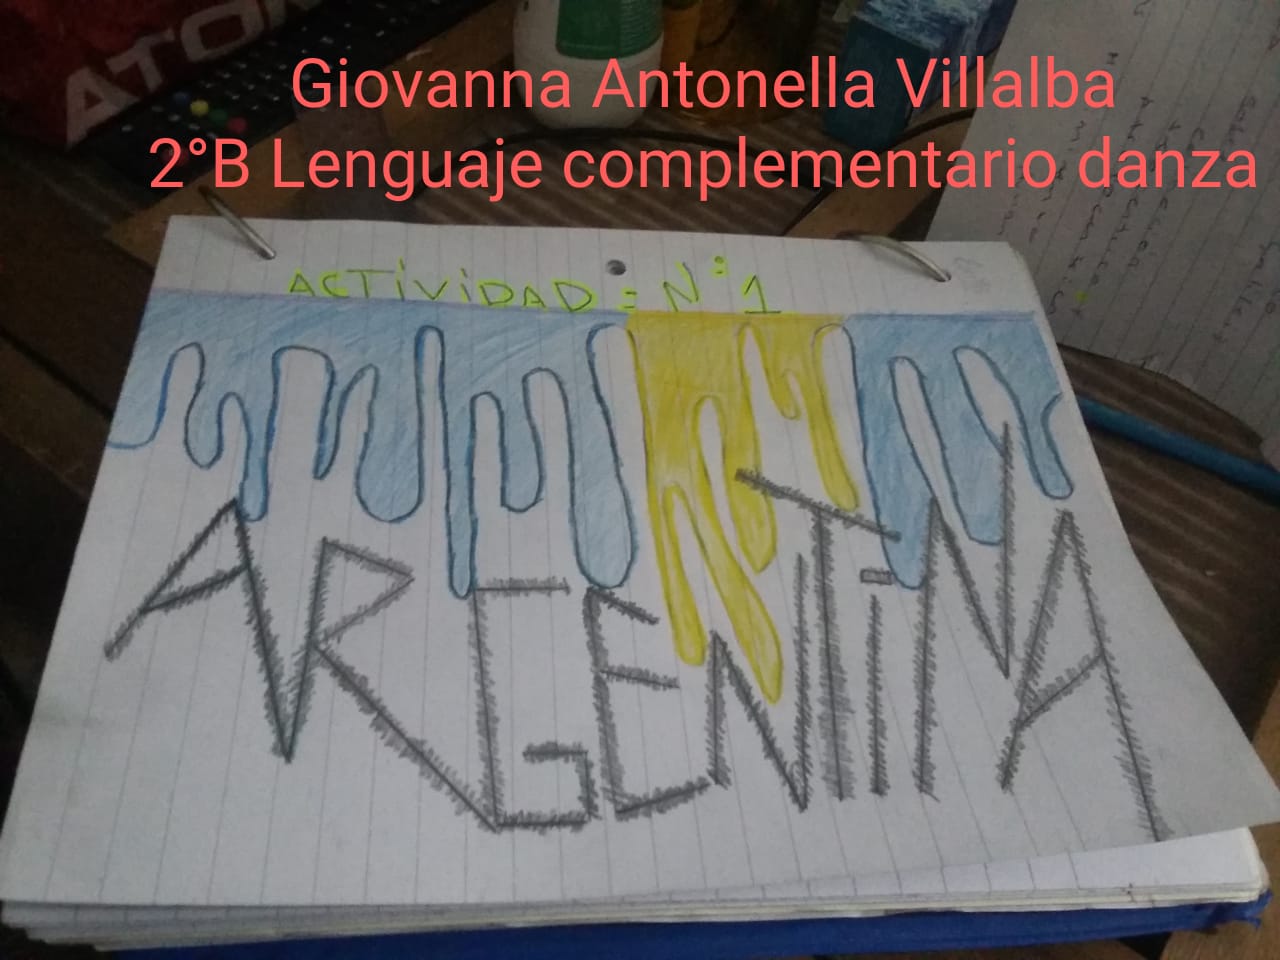 Giovanna Antonella Villalba
2°B Lenguaje complementario danza
ACTiViDAD = N°1
ARGENTiNA